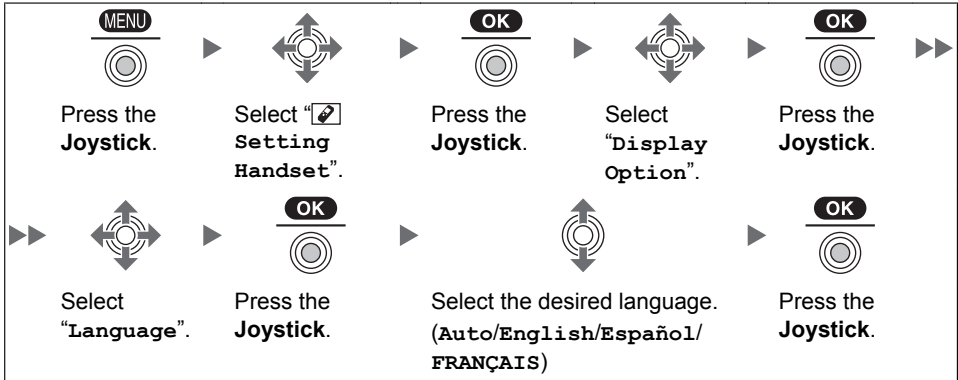 MENU
OK
OK
Press the Joystick.
Select “Setting Handset”.
Press the Joystick.
Select “Display Option”.
Press the Joystick.
OK
OK
Select “Language”.
Press the Joystick.
Select the desired language.
(Auto/English/Español/
FRANÇAIS)
Press the Joystick.